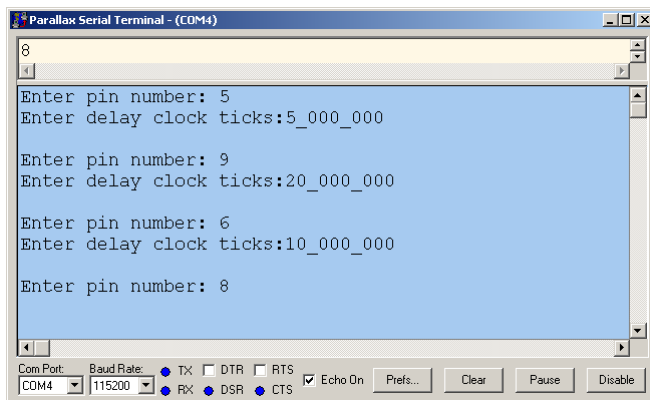 Parallax Serial Terminal - (COM4)
8
Enter pin number: 5
Enter delay clock ticks:5_000_000
Enter pin number: 9
Enter delay clock ticks:20_000_000
Enter pin number: 6
Enter delay clock ticks:10_000_000
Enter pin number: 8
Com Port: Baud Rate: TX DTR RTS
COM4 115200 RX DSR CTS Echo On Prefs... Clear Pause Disable